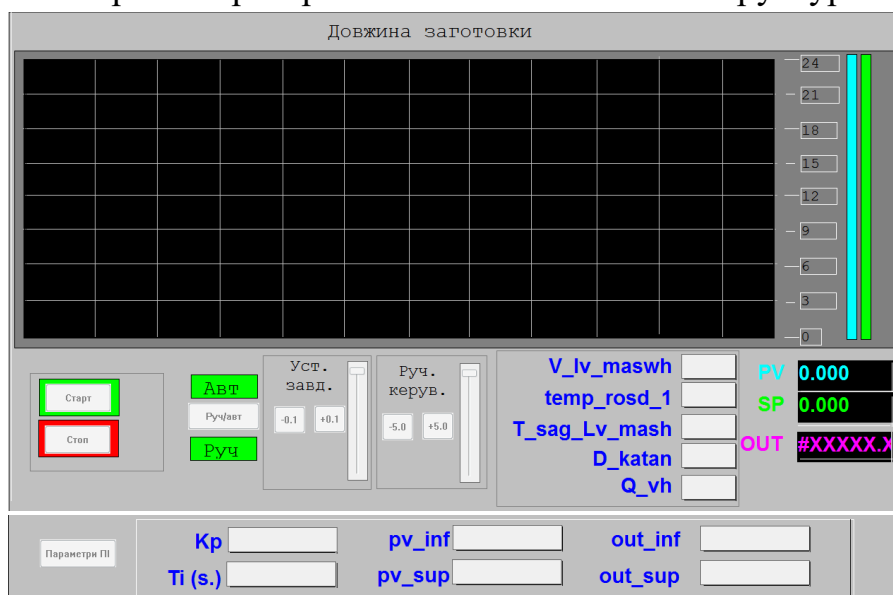 Довжина заготовки
24
21
18
15
12
9
6
3
0
Старт
Стоп
Авт
Руч/авт
Руч
Уст.
завд.
-0.1
+0.1
Руч.
керув.
-5.0
+5.0
V_lv_maswh
temp_rosd_1
T_sag_Lv_mash
D_katan
Q_vh
PV 0.000
SP 0.000
OUT #XXXXX.X
Параметри ПІ
Kp
Ti (s.)
pv_inf
pv_sup
out_inf
out_sup